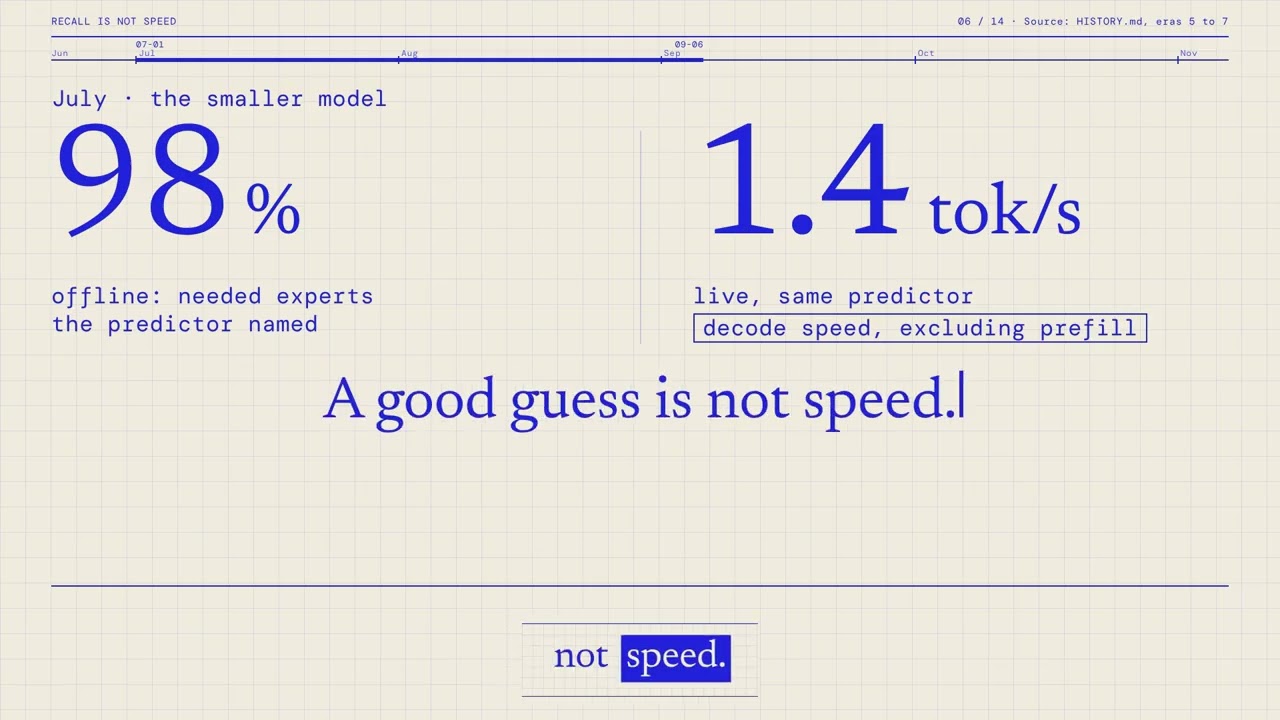 RECALL IS NOT SPEED
06 / 14 · Source: HISTORY.md, eras 5 to 7
07-01
09-06
Jun
Jul
Aug
Sep
Oct
Nov
July · the smaller model
98 %
offline: needed experts
the predictor named
1.4 tok/s
live, same predictor
decode speed, excluding prefill
A good guess is not speed.
not speed.